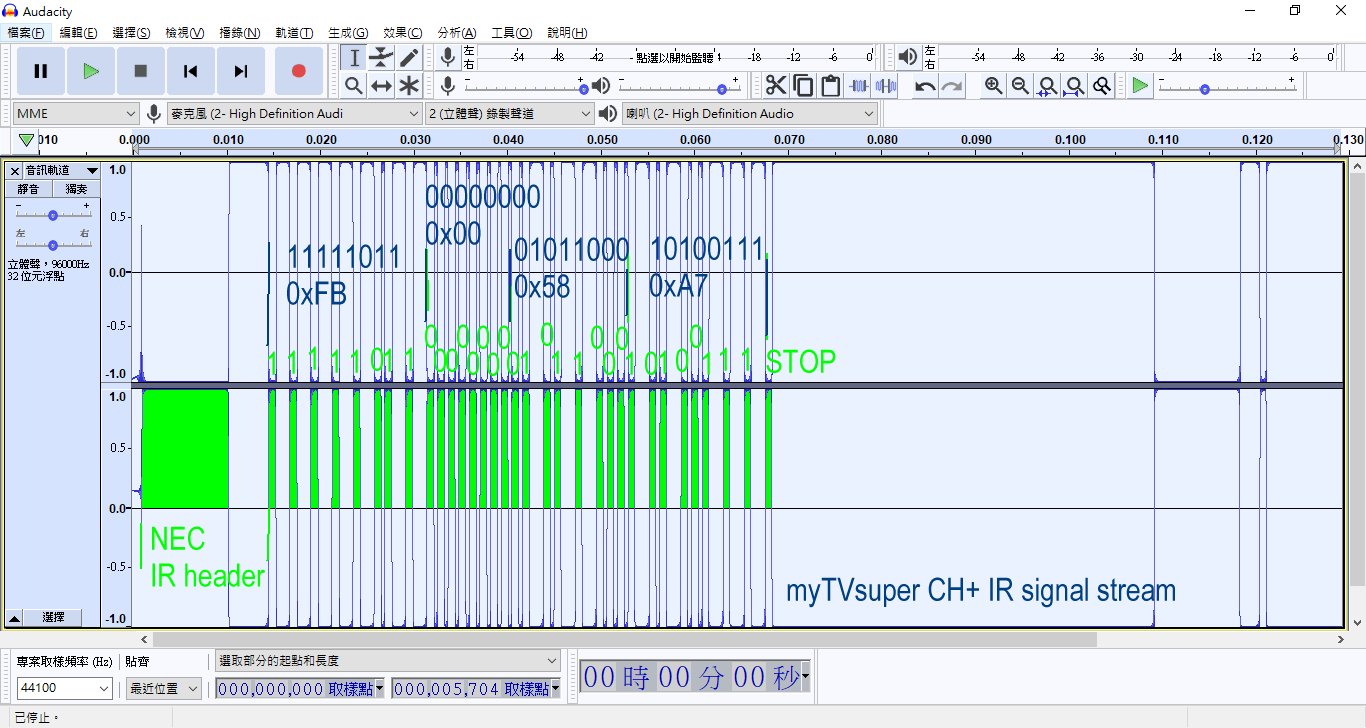 Audacity
檔案(F) 編輯(E) 選擇(S) 檢視(V) 播錄(N) 軌道(T) 生成(G) 效果(C) 分析(A) 工具(O) 說明(H)
左 右 -54 -48 -42 - 點選以開始監聽 -18 -12 -6 0
左 右 -54 -48 -42 -36 -30 -24 -18 -12 -6 0
MME 麥克風 (2- High Definition Audi 2 (立體聲) 錄製聲道 喇叭 (2- High Definition Audio)
0.000 0.010 0.020 0.030 0.040 0.050 0.060 0.070 0.080 0.090 0.100 0.110 0.120 0.130
音訊軌道
靜音 獨奏
- +
左 右
立體聲,96000Hz
32 位元浮點
選擇
1.0
0.5
0.0
-0.5
-1.0
1.0
0.5
0.0
-0.5
-1.0
11111011
0xFB
00000000
0x00
01011000
0x58
10100111
0xA7
1 1 1 1 1 0 1 1 0 0 0 0 0 0 0 0 0 1 0 1 1 0 0 0 1 0 1 0 0 1 1 1 STOP
NEC
IR header
myTVsuper CH+ IR signal stream
專案取樣頻率 (Hz) 貼齊 選取部分的起點和長度
44100 最近位置 000,000,000 取樣點 000,005,704 取樣點
00 時 00 分 00 秒
已停止。